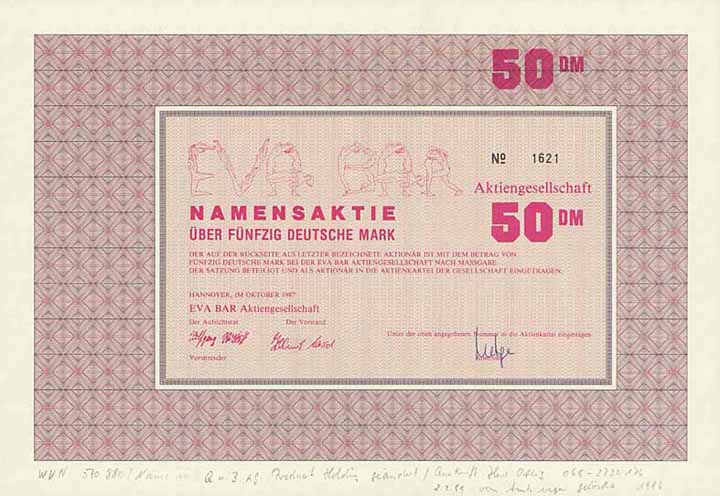 50 DM
EVA BAR
Nº 1621
Aktiengesellschaft
NAMENSAKTIE
50 DM
ÜBER FÜNFZIG DEUTSCHE MARK
DER AUF DER RÜCKSEITE ALS LETZTER BEZEICHNETE AKTIONÄR IST MIT DEM BETRAG VON
FÜNFZIG DEUTSCHE MARK BEI DER EVA BAR AKTIENGESELLSCHAFT NACH MASSGABE
DER SATZUNG BETEILIGT UND ALS AKTIONÄR IN DIE AKTIENKARTEI DER GESELLSCHAFT EINGETRAGEN.
HANNOVER, IM OKTOBER 1987
EVA BAR Aktiengesellschaft
Der Aufsichtsrat Der Vorstand
Unter der oben angegebenen Nummer in die Aktienkartei eingetragen
Vorsitzender
WKN 570 880 / Name
Holding
1996